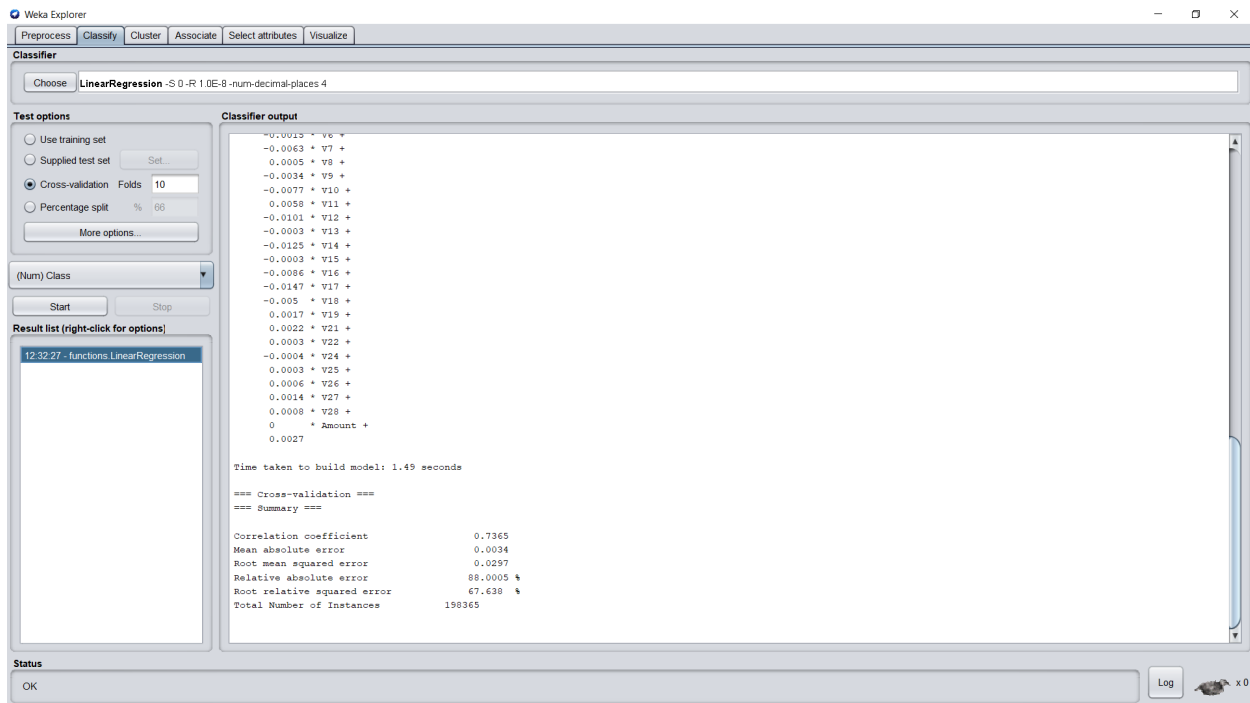 Weka Explorer
Preprocess Classify Cluster Associate Select attributes Visualize
Classifier
Choose LinearRegression -S 0 -R 1.0E-8 -num-decimal-places 4
Test options
Use training set
Supplied test set Set...
Cross-validation Folds 10
Percentage split % 66
More options...
(Num) Class
Start Stop
Result list (right-click for options)
12:32:27 - functions.LinearRegression
Classifier output
-0.0015 * V6 +
-0.0063 * V7 +
0.0005 * V8 +
-0.0034 * V9 +
-0.0077 * V10 +
0.0058 * V11 +
-0.0101 * V12 +
-0.0003 * V13 +
-0.0125 * V14 +
-0.0003 * V15 +
-0.0086 * V16 +
-0.0147 * V17 +
-0.005 * V18 +
0.0017 * V19 +
0.0022 * V21 +
0.0003 * V22 +
-0.0004 * V24 +
0.0003 * V25 +
0.0006 * V26 +
0.0014 * V27 +
0.0008 * V28 +
0 * Amount +
0.0027
Time taken to build model: 1.49 seconds
=== Cross-validation ===
=== Summary ===
Correlation coefficient 0.7365
Mean absolute error 0.0034
Root mean squared error 0.0297
Relative absolute error 88.0005 %
Root relative squared error 67.638 %
Total Number of Instances 198365
Status
OK
Log
x 0